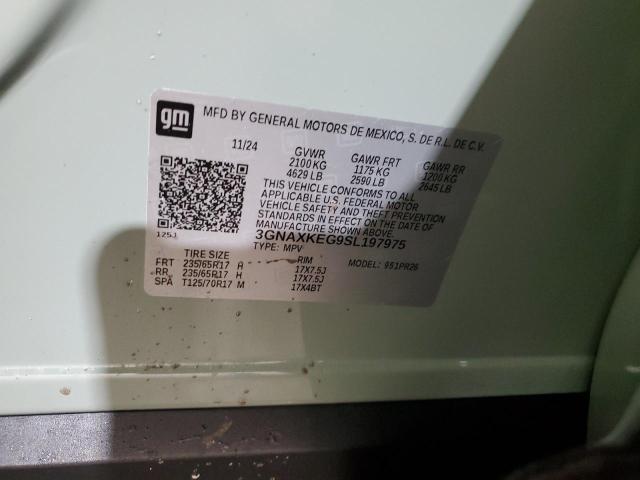 gm
MFD BY GENERAL MOTORS DE MEXICO, S. DE R.L. DE C.V.
11/24 GVWR GAWR FRT GAWR RR
2100 KG 1175 KG 1200 KG
4629 LB 2590 LB 2645 LB
THIS VEHICLE CONFORMS TO ALL
APPLICABLE U.S. FEDERAL MOTOR
VEHICLE SAFETY AND THEFT PREVENTION
STANDARDS IN EFFECT ON THE DATE OF
MANUFACTURE SHOWN ABOVE.
125J 3GNAXKEG9SL197975
TYPE: MPV
TIRE SIZE RIM MODEL: 951PR26
FRT 235/65R17 H 17X7.5J
RR 235/65R17 H 17X7.5J
SPA T125/70R17 M 17X4BT